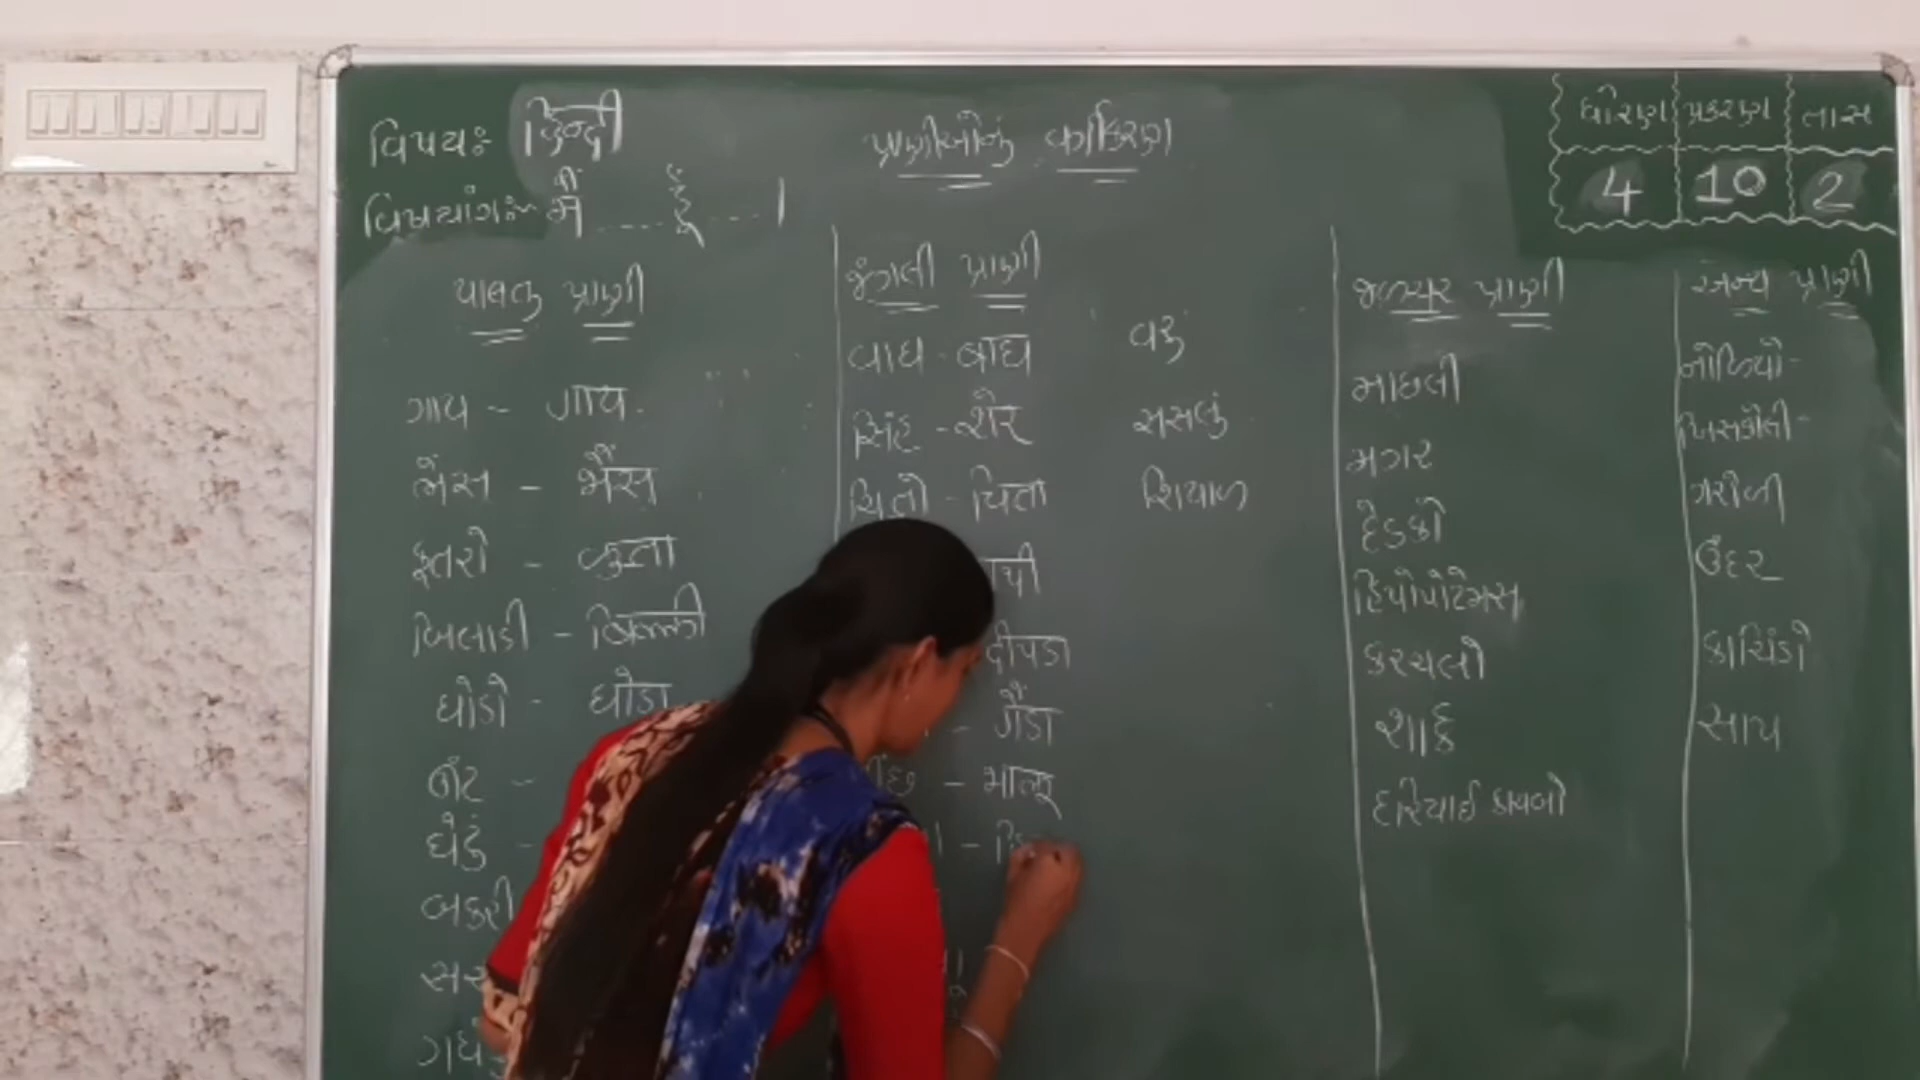 વિષયઃ हिन्दी
વિષયાંગઃ- मैं ..... हूँ ..... ।
પ્રાણીઓનું વર્ગીકરણ
ધોરણ પ્રકરણ તાસ
4 10 2
પાલતુ પ્રાણી
ગાય - गाय
ભેંસ - भैंस
કૂતરો - कुत्ता
બિલાડી - बिल्ली
ઘોડો - घोडा
ઊંટ -
ઘેટું -
બકરી
જંગલી પ્રાણી
વાઘ - बाघ
સિંહ - शेर
ચિત્તો - चिता
- गैंडा
- भालू
વરુ
સસલું
શિયાળ
જળચર પ્રાણી
માછલી
મગર
દેડકો
હિપોપોટેમસ
કરચલો
શાર્ક
દરિયાઈ કાચબો
અન્ય પ્રાણી
નોળિયો-
ખિસકોલી-
ગરોળી
ઉંદર
કાચિંડો
સાપ